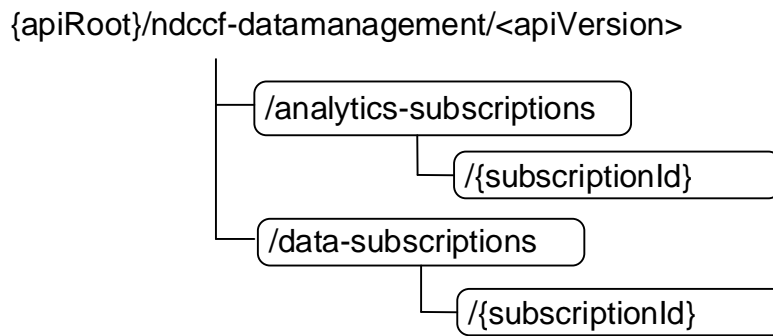 {apiRoot}/ndccf-datamanagement/<apiVersion>
/analytics-subscriptions
/{subscriptionId}
/data-subscriptions
/{subscriptionId}